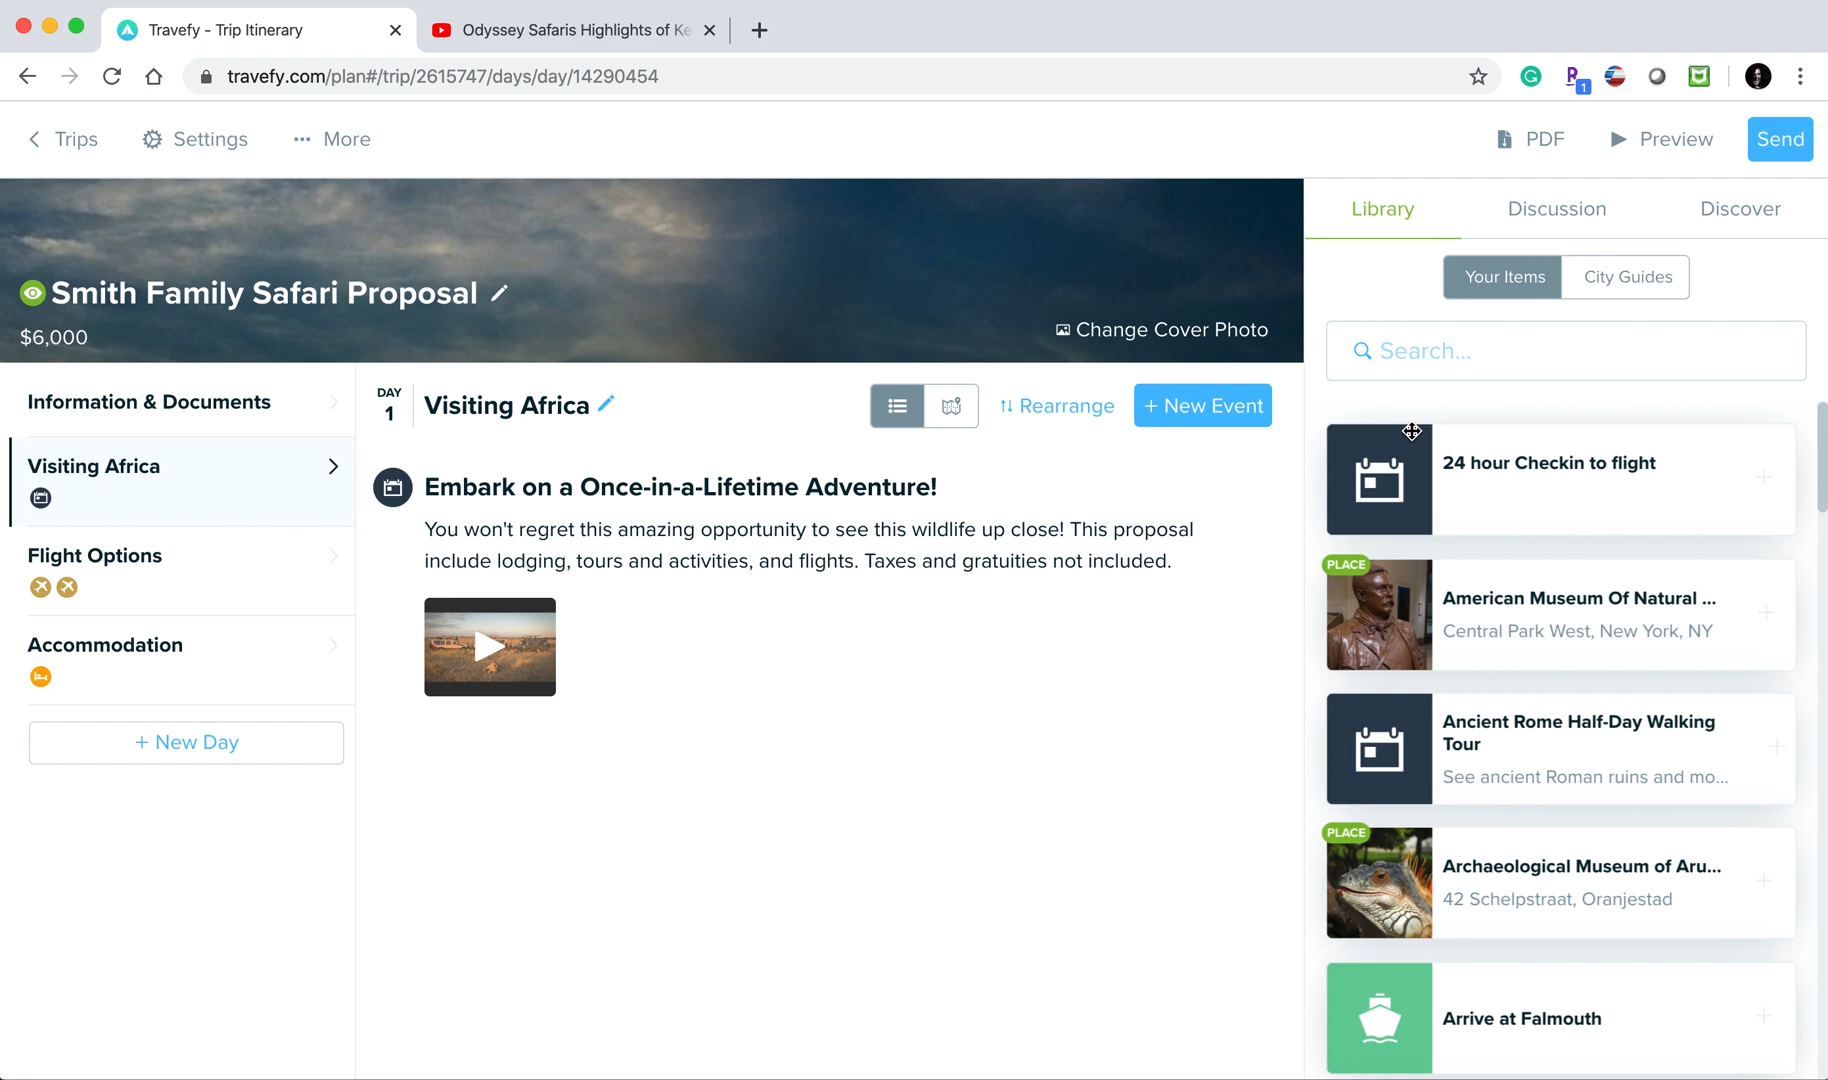 Travefy - Trip Itinerary
Odyssey Safaris Highlights of Ke
travefy.com/plan#/trip/2615747/days/day/14290454
1
Trips
Settings
More
PDF
Preview
Send
Smith Family Safari Proposal
$6,000
Change Cover Photo
Library
Discussion
Discover
Your Items
City Guides
Search...
Information & Documents
Visiting Africa
Flight Options
Accommodation
+ New Day
DAY
1
Visiting Africa
Rearrange
+ New Event
Embark on a Once-in-a-Lifetime Adventure!
You won't regret this amazing opportunity to see this wildlife up close! This proposal
include lodging, tours and activities, and flights. Taxes and gratuities not included.
24 hour Checkin to flight
PLACE
American Museum Of Natural ...
Central Park West, New York, NY
Ancient Rome Half-Day Walking
Tour
See ancient Roman ruins and mo...
PLACE
Archaeological Museum of Aru...
42 Schelpstraat, Oranjestad
Arrive at Falmouth